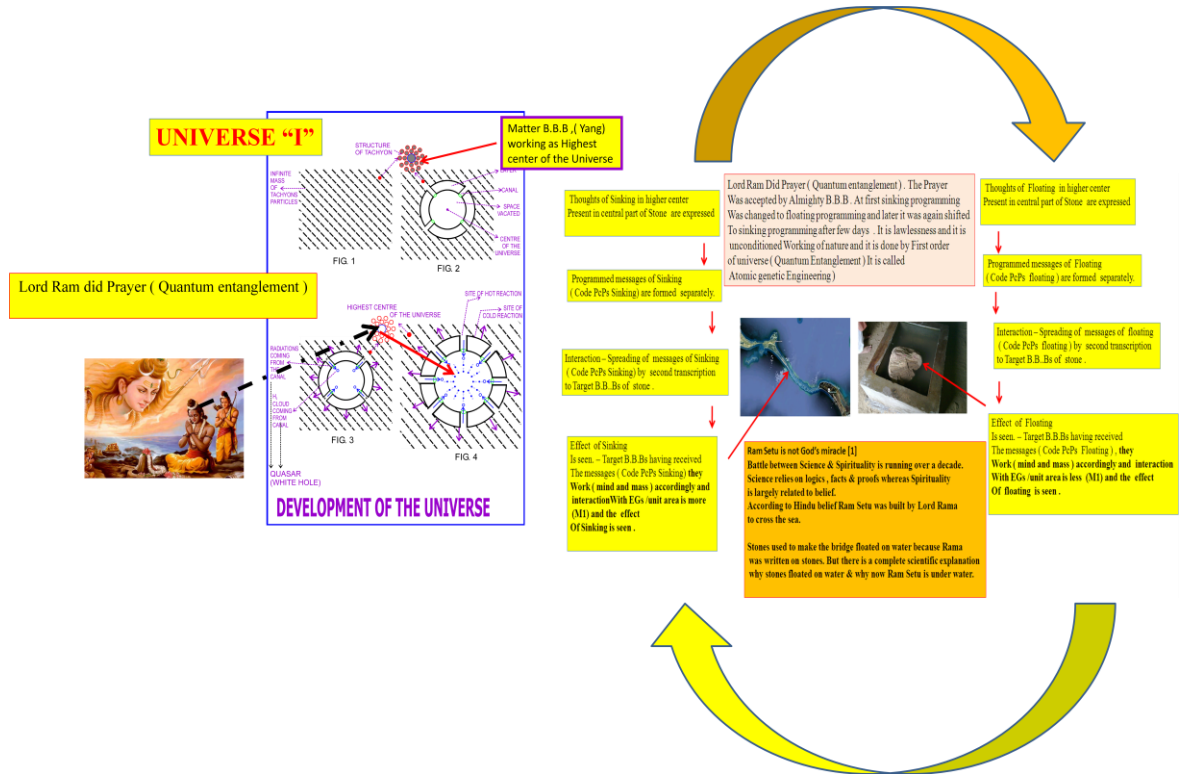 UNIVERSE “I”
Matter B.B.B ,( Yang)
working as Highest
center of the Universe
STRUCTURE
OF TACHYON
INFINITE
MASS
OF
TACHYONS
PARTICLES
LAYER
CANAL
SPACE
VACATED
CENTRE
OF THE
UNIVERSE
FIG. 1
FIG. 2
Lord Ram did Prayer ( Quantum entanglement )
HIGHEST CENTRE
OF THE UNIVERSE
SITE OF HOT REACTION
SITE OF
COLD REACTION
RADIATIONS
COMING
FROM
CANAL
H₂
CLOUD
COMING
FROM
CANAL
FIG. 3
FIG. 4
QUASAR
(WHITE HOLE)
DEVELOPMENT OF THE UNIVERSE
Thoughts of Sinking in higher center
Present in central part of Stone are expressed
Programmed messages of Sinking
( Code PcPs Sinking) are formed separately.
Interaction – Spreading of messages of Sinking
( Code PcPs Sinking) by second transcription
to Target B.B..Bs of stone .
Effect of Sinking
Is seen. – Target B.B.Bs having received
The messages ( Code PcPs Sinking) they
Work ( mind and mass ) accordingly and
interactionWith EGs /unit area is more
(M1) and the effect
Of Sinking is seen .
Lord Ram Did Prayer ( Quantum entanglement ) . The Prayer
Was accepted by Almighty B.B.B . At first sinking programming
Was changed to floating programming and later it was again shifted
To sinking programming after few days . It is lawlessness and it is
unconditioned Working of nature and it is done by First order
of universe ( Quantum Entanglement ) It is called
Atomic genetic Engineering )
Ram Setu is not God's miracle [1]
Battle between Science & Spirituality is running over a decade.
Science relies on logics , facts & proofs whereas Spirituality
is largely related to belief.
According to Hindu belief Ram Setu was built by Lord Rama
to cross the sea.
Stones used to make the bridge floated on water because Rama
was written on stones. But there is a complete scientific explanation
why stones floated on water & why now Ram Setu is under water.
Thoughts of Floating in higher center
Present in central part of Stone are expressed
Programmed messages of Floating
( Code PcPs floating ) are formed separately.
Interaction – Spreading of messages of floating
( Code PcPs floating ) by second transcription
to Target B.B..Bs of stone .
Effect of Floating
Is seen. – Target B.B.Bs having received
The messages ( Code PcPs Floating ) , they
Work ( mind and mass ) accordingly and interaction
With EGs /unit area is less (M1) and the effect
Of floating is seen .